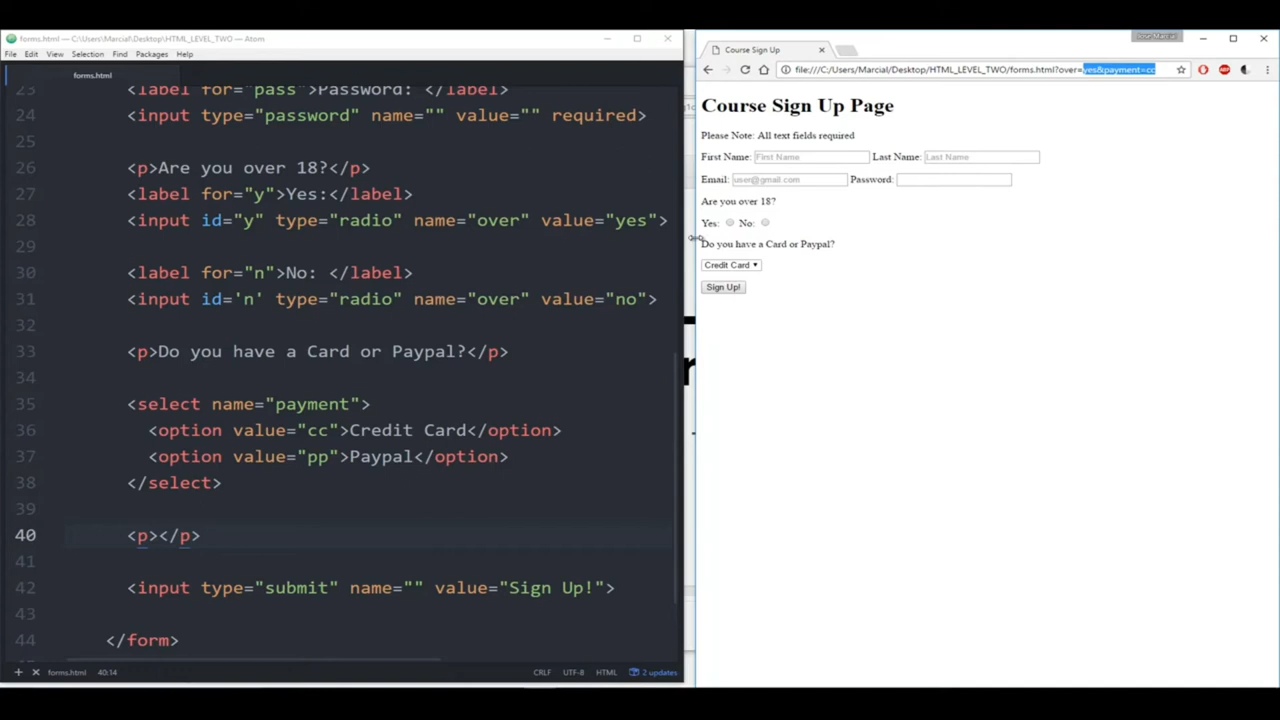 forms.html — C:\Users\Marcial\Desktop\HTML_LEVEL_TWO — Atom
File Edit View Selection Find Packages Help
forms.html
23 <label for="pass">Password: </label>
24 <input type="password" name="" value="" required>
25
26 <p>Are you over 18?</p>
27 <label for="y">Yes:</label>
28 <input id="y" type="radio" name="over" value="yes">
29
30 <label for="n">No: </label>
31 <input id='n' type="radio" name="over" value="no">
32
33 <p>Do you have a Card or Paypal?</p>
34
35 <select name="payment">
36 <option value="cc">Credit Card</option>
37 <option value="pp">Paypal</option>
38 </select>
39
40 <p></p>
41
42 <input type="submit" name="" value="Sign Up!">
43
44 </form>
forms.html 40:14 CRLF UTF-8 HTML 2 updates
Jose Marcial
Course Sign Up
file:///C:/Users/Marcial/Desktop/HTML_LEVEL_TWO/forms.html?over=yes&payment=cc
Course Sign Up Page
Please Note: All text fields required
First Name: First Name Last Name: Last Name
Email: user@gmail.com Password:
Are you over 18?
Yes: No:
Do you have a Card or Paypal?
Credit Card
Sign Up!